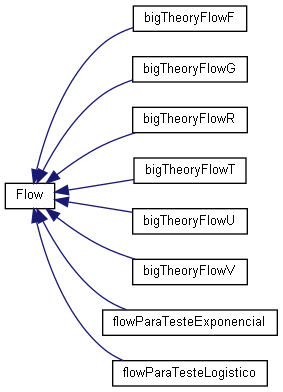 bigTheoryFlowF
bigTheoryFlowG
bigTheoryFlowR
bigTheoryFlowT
Flow
bigTheoryFlowU
bigTheoryFlowV
flowParaTesteExponencial
flowParaTesteLogistico